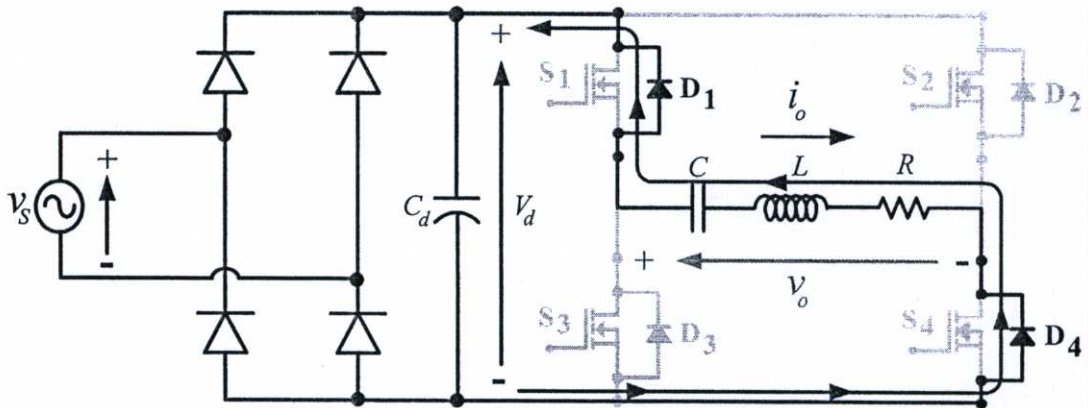 +
S1
D1
S2
D2
io
+
vs
-
Cd
Vd
C
L
R
+
-
vo
S3
D3
S4
D4
-